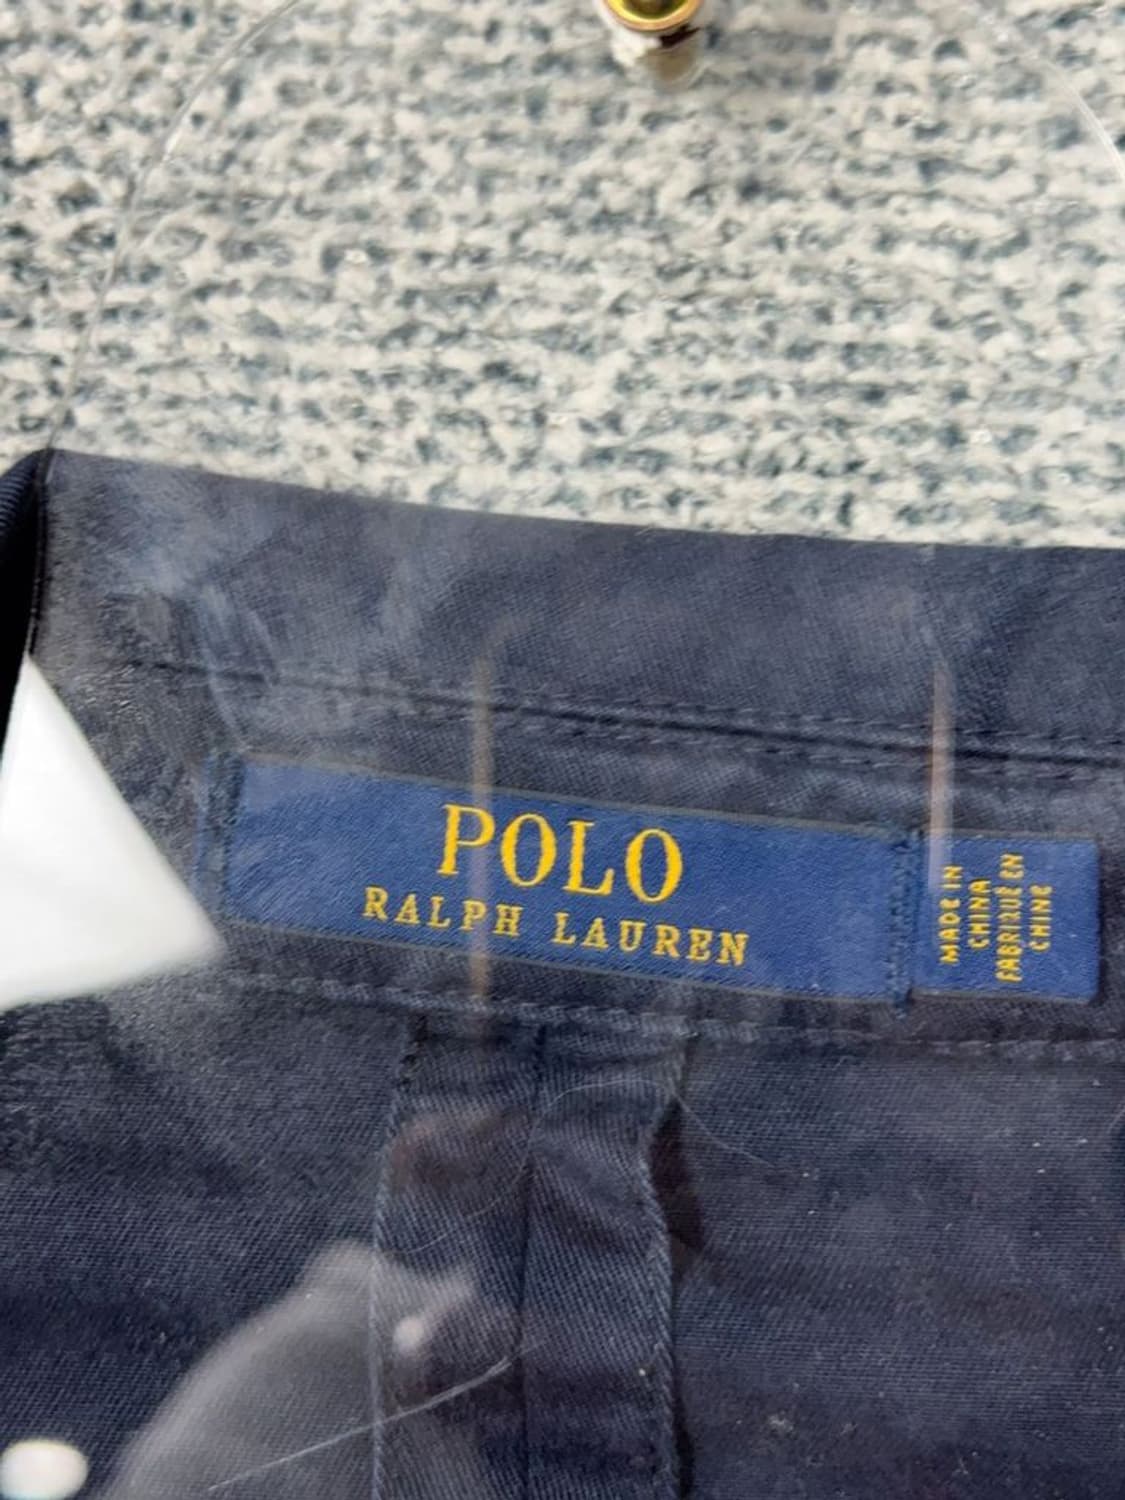 POLO
RALPH LAUREN
MADE IN
CHINA
FABRIQUÉ EN
CHINE